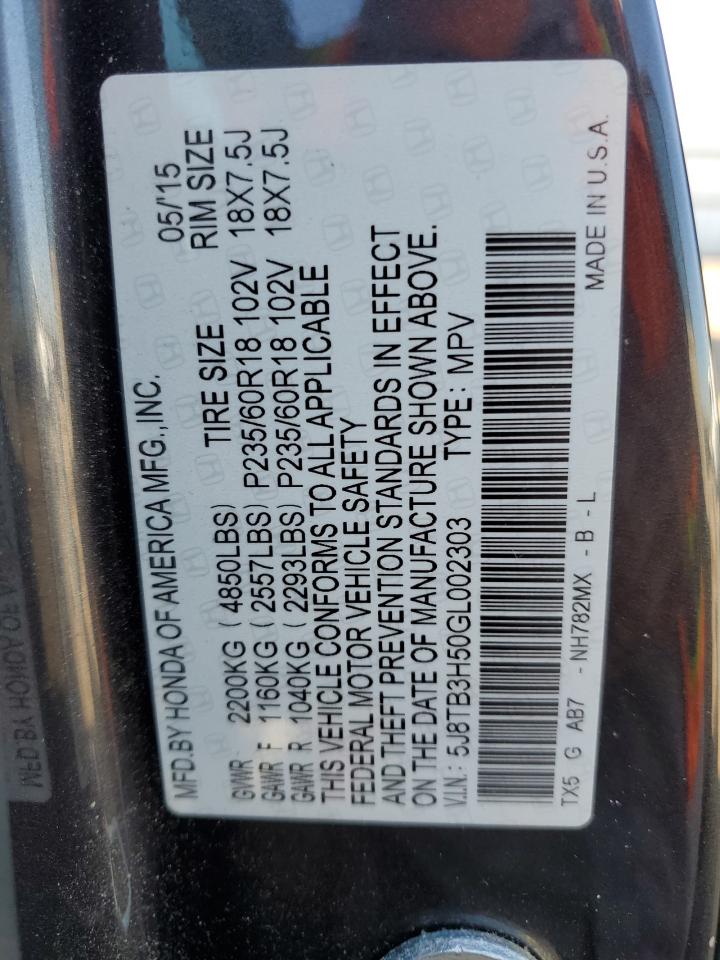 MFD.BY HONDA OF AMERICA MFG.,INC. 05/'15
TIRE SIZE RIM SIZE
GVWR 2200KG (4850LBS)
GAWR F 1160KG (2557LBS) P235/60R18 102V 18X7.5J
GAWR R 1040KG (2293LBS) P235/60R18 102V 18X7.5J
THIS VEHICLE CONFORMS TO ALL APPLICABLE
FEDERAL MOTOR VEHICLE SAFETY
AND THEFT PREVENTION STANDARDS IN EFFECT
ON THE DATE OF MANUFACTURE SHOWN ABOVE.
V.I.N.: 5J8TB3H50GL002303 TYPE: MPV
TX5 G AB7 -NH782MX - B - L
MADE IN U.S.A.